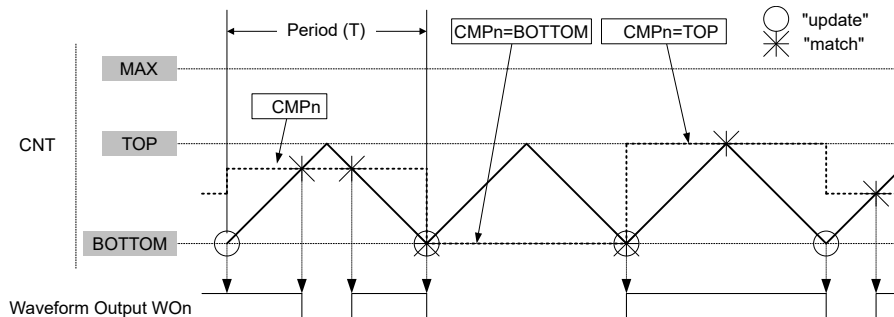 Period (T)
CMPn=BOTTOM
CMPn=TOP
"update"
"match"
MAX
CMPn
CNT
TOP
BOTTOM
Waveform Output WOn